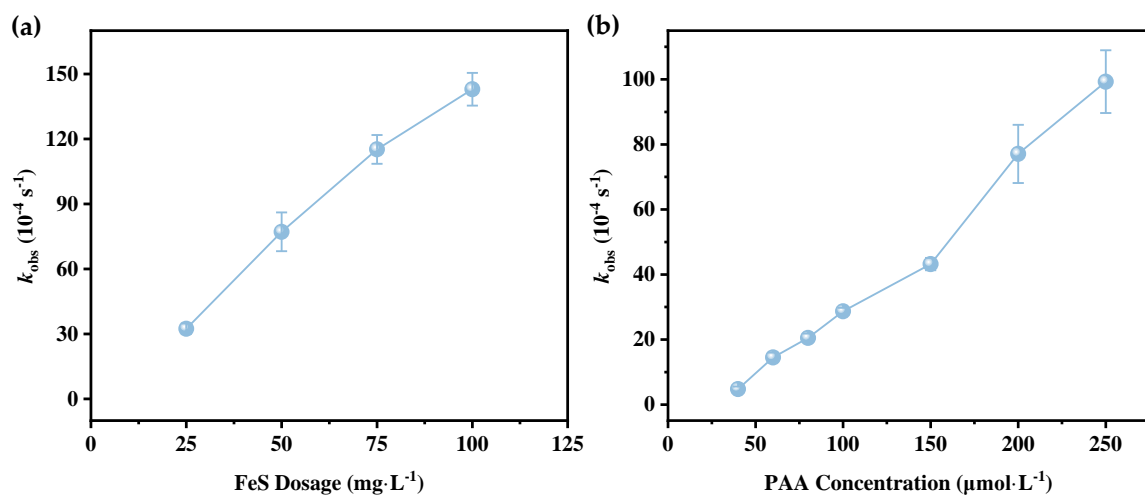 (a)
150
120
90
60
30
0
k_obs (10⁻⁴ s⁻¹)
0 25 50 75 100 125
FeS Dosage (mg·L⁻¹)
(b)
100
80
60
40
20
0
k_obs (10⁻⁴ s⁻¹)
0 50 100 150 200 250
PAA Concentration (μmol·L⁻¹)